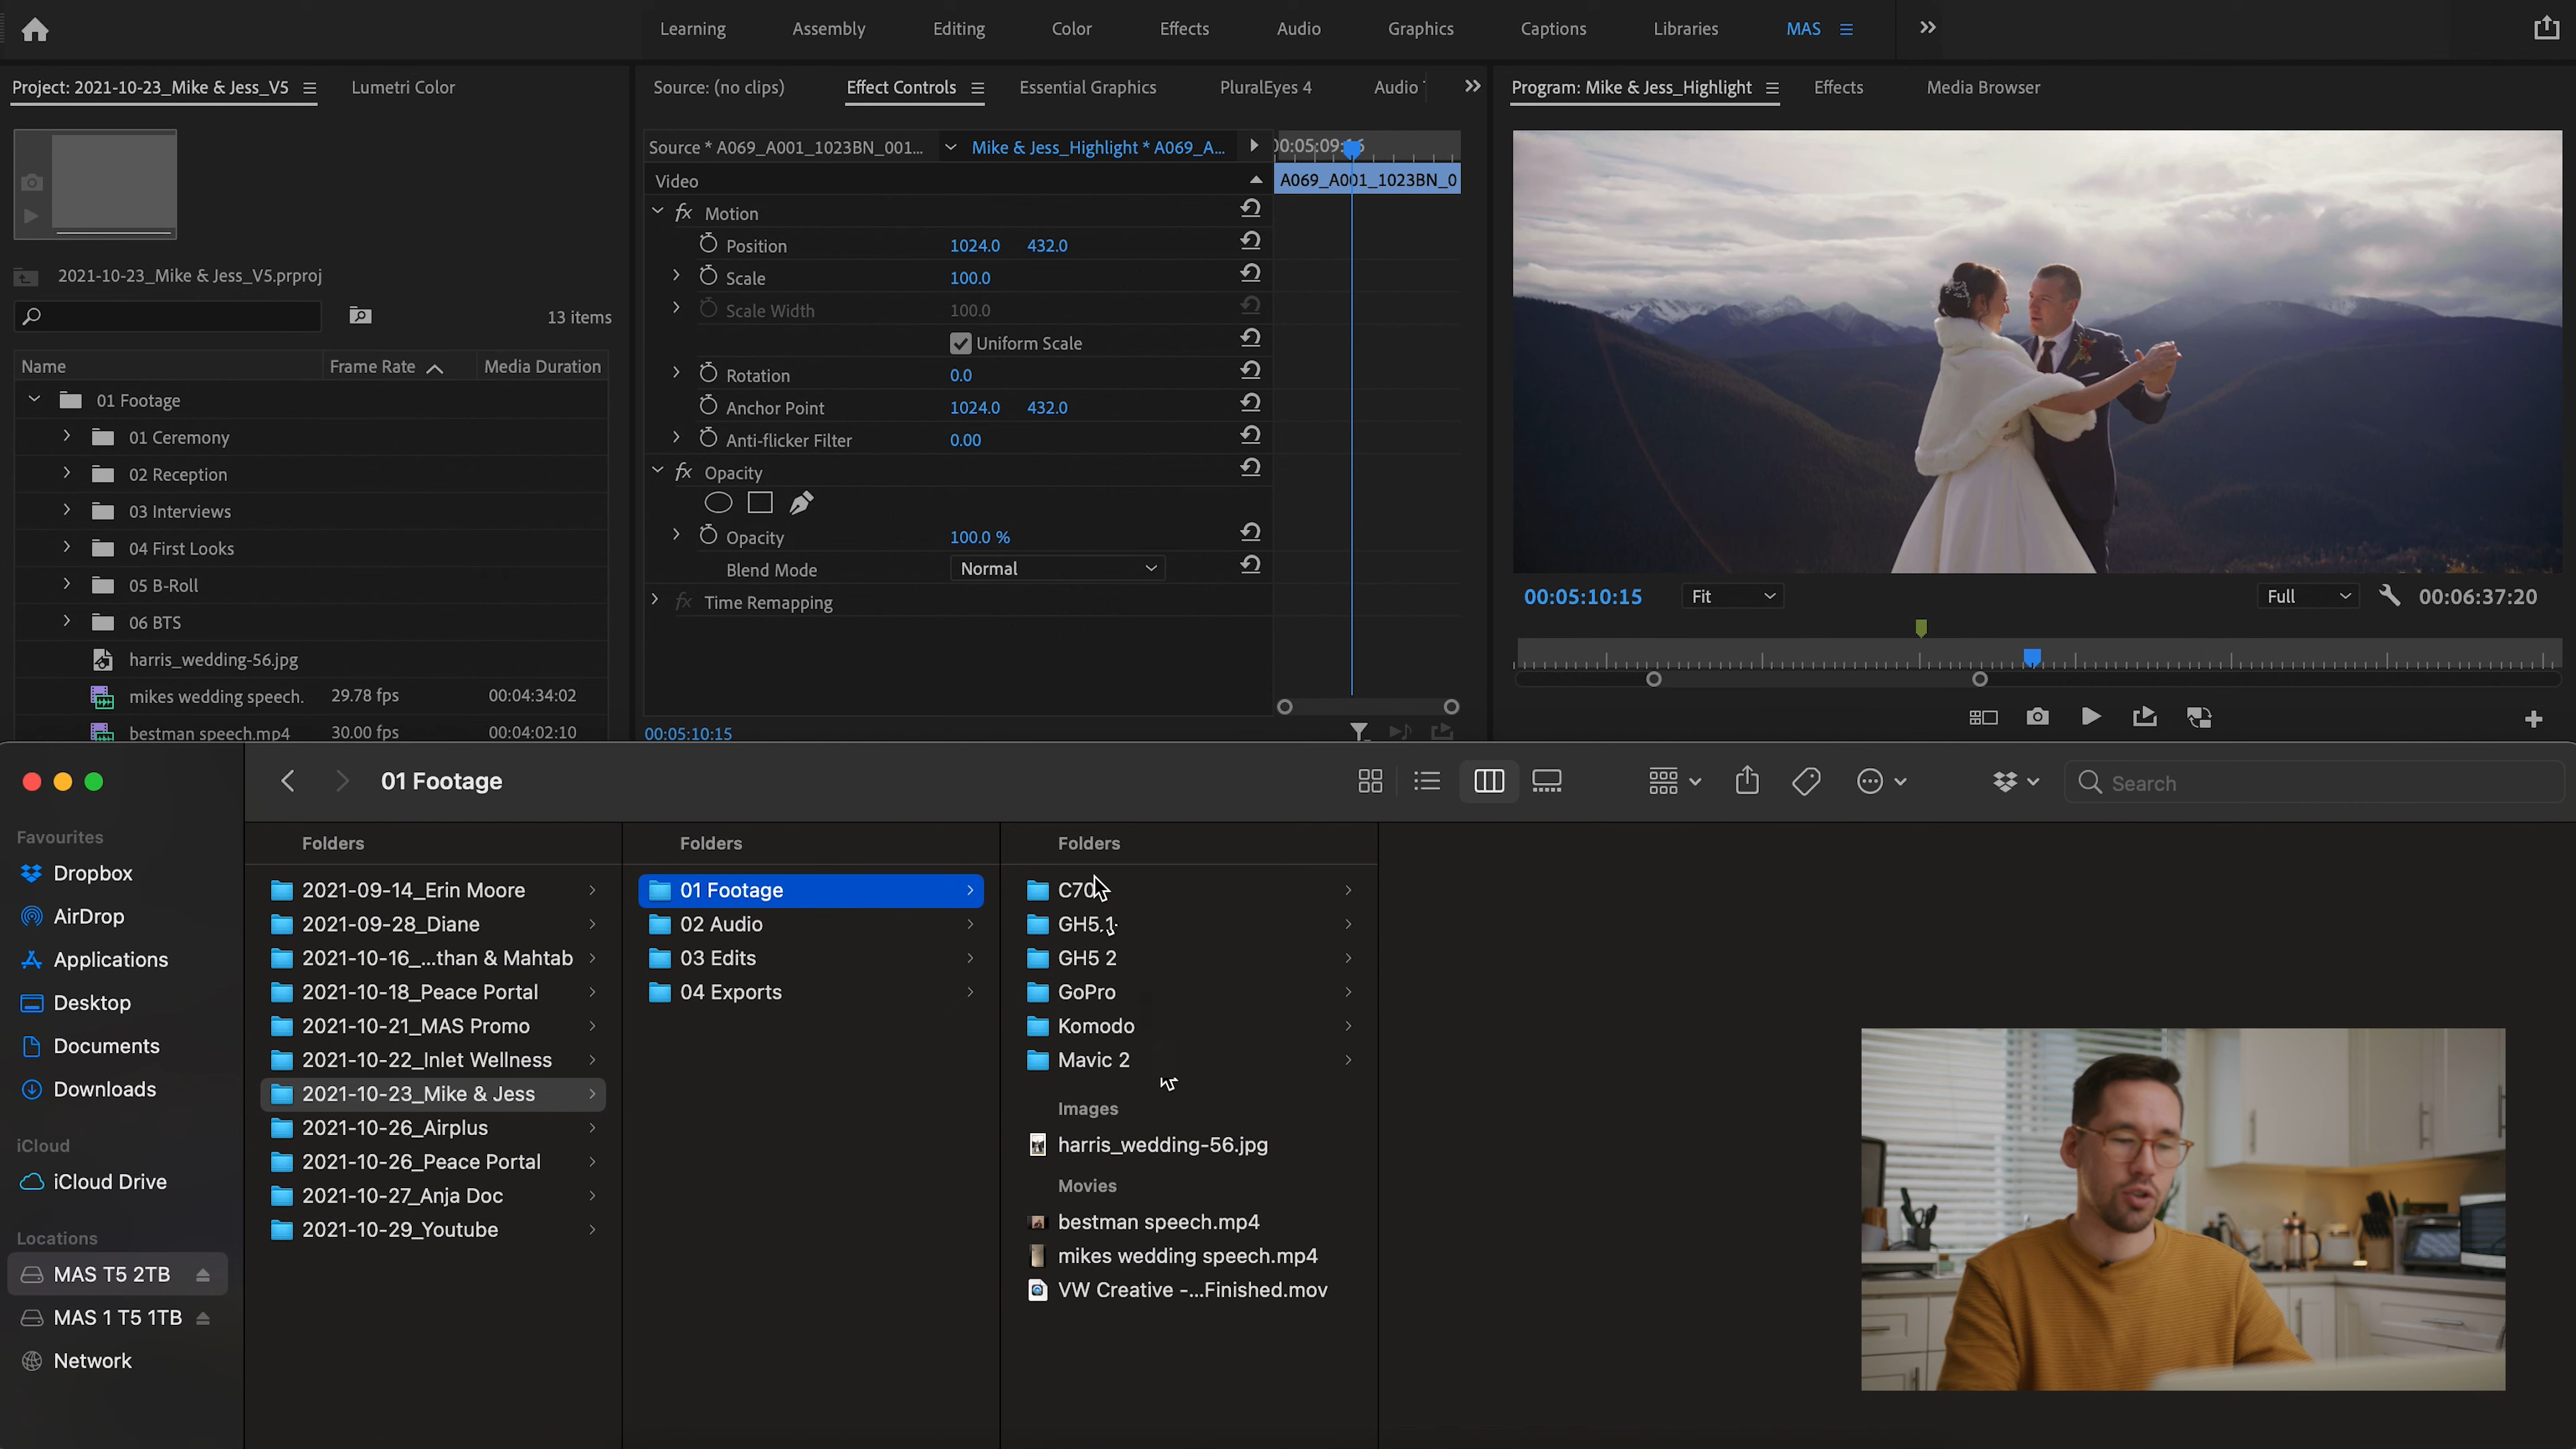 Learning Assembly Editing Color Effects Audio Graphics Captions Libraries MAS
Project: 2021-10-23_Mike & Jess_V5 Lumetri Color
2021-10-23_Mike & Jess_V5.prproj
13 items
Name Frame Rate Media Duration
01 Footage
01 Ceremony
02 Reception
03 Interviews
04 First Looks
05 B-Roll
06 BTS
harris_wedding-56.jpg
mikes wedding speech. 29.78 fps 00:04:34:02
bestman speech.mp4 30.00 fps 00:04:02:10
Source: (no clips) Effect Controls Essential Graphics PluralEyes 4 Audio
Source * A069_A001_1023BN_001... Mike & Jess_Highlight * A069_A...
Video A069_A001_1023BN_0
Motion
Position 1024.0 432.0
Scale 100.0
Scale Width 100.0
Uniform Scale
Rotation 0.0
Anchor Point 1024.0 432.0
Anti-flicker Filter 0.00
Opacity
Opacity 100.0 %
Blend Mode Normal
Time Remapping
00:05:10:15
Program: Mike & Jess_Highlight Effects Media Browser
00:05:10:15 Fit Full 00:06:37:20
01 Footage Search
Favourites
Dropbox
AirDrop
Applications
Desktop
Documents
Downloads
iCloud
iCloud Drive
Locations
MAS T5 2TB
MAS 1 T5 1TB
Network
Folders
2021-09-14_Erin Moore
2021-09-28_Diane
2021-10-16_...than & Mahtab
2021-10-18_Peace Portal
2021-10-21_MAS Promo
2021-10-22_Inlet Wellness
2021-10-23_Mike & Jess
2021-10-26_Airplus
2021-10-26_Peace Portal
2021-10-27_Anja Doc
2021-10-29_Youtube
Folders
01 Footage
02 Audio
03 Edits
04 Exports
Folders
C70
GH5 1
GH5 2
GoPro
Komodo
Mavic 2
Images
harris_wedding-56.jpg
Movies
bestman speech.mp4
mikes wedding speech.mp4
VW Creative -...Finished.mov